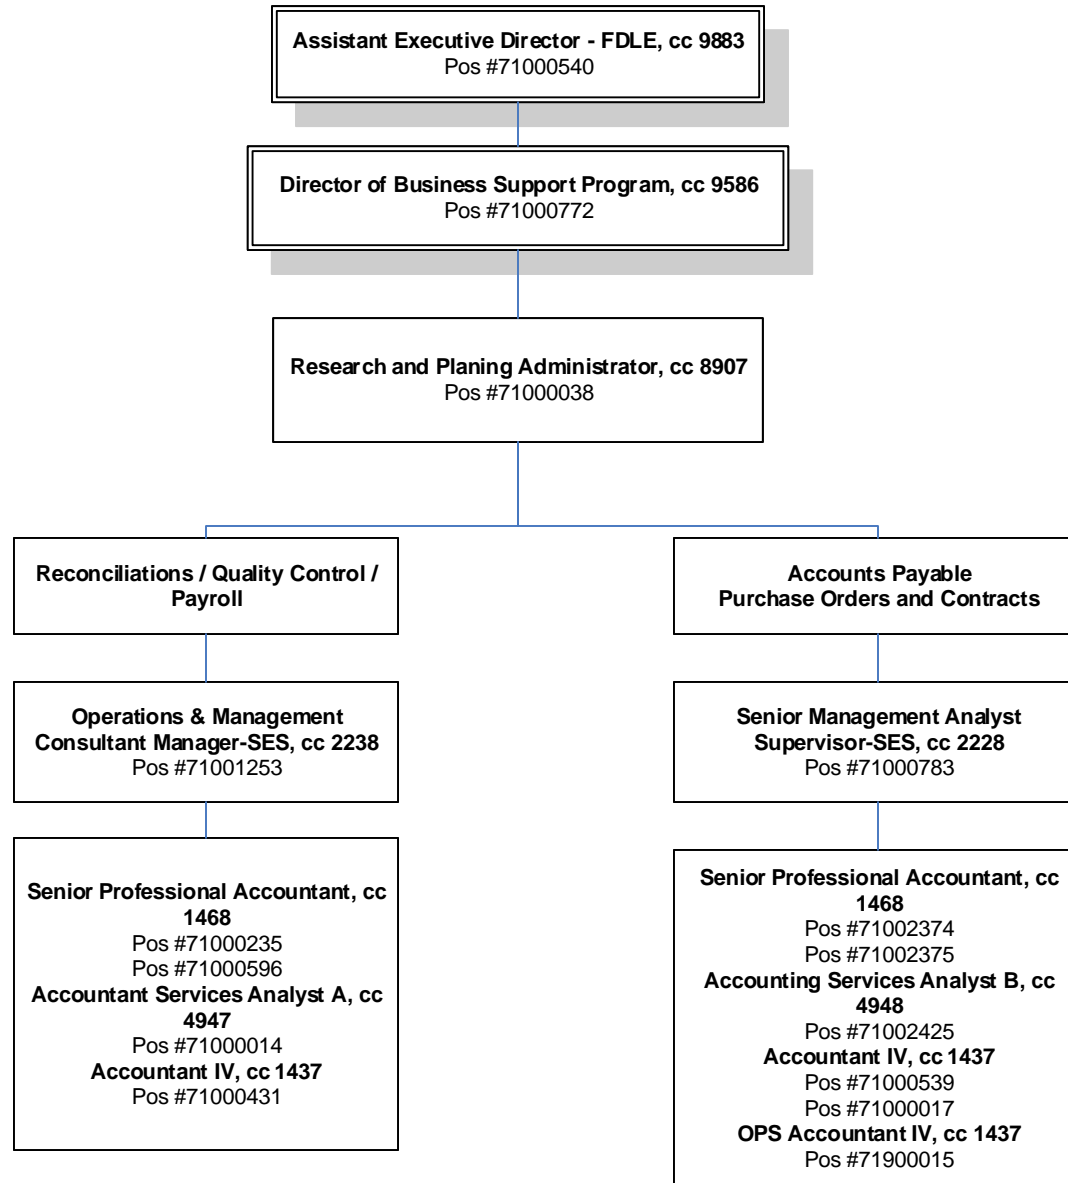 Assistant Executive Director - FDLE, cc 9883
Pos #71000540
Director of Business Support Program, cc 9586
Pos #71000772
Research and Planing Administrator, cc 8907
Pos #71000038
Reconciliations / Quality Control /
Payroll
Operations & Management
Consultant Manager-SES, cc 2238
Pos #71001253
Senior Professional Accountant, cc
1468
Pos #71000235
Pos #71000596
Accountant Services Analyst A, cc
4947
Pos #71000014
Accountant IV, cc 1437
Pos #71000431
Accounts Payable
Purchase Orders and Contracts
Senior Management Analyst
Supervisor-SES, cc 2228
Pos #71000783
Senior Professional Accountant, cc
1468
Pos #71002374
Pos #71002375
Accounting Services Analyst B, cc
4948
Pos #71002425
Accountant IV, cc 1437
Pos #71000539
Pos #71000017
OPS Accountant IV, cc 1437
Pos #71900015